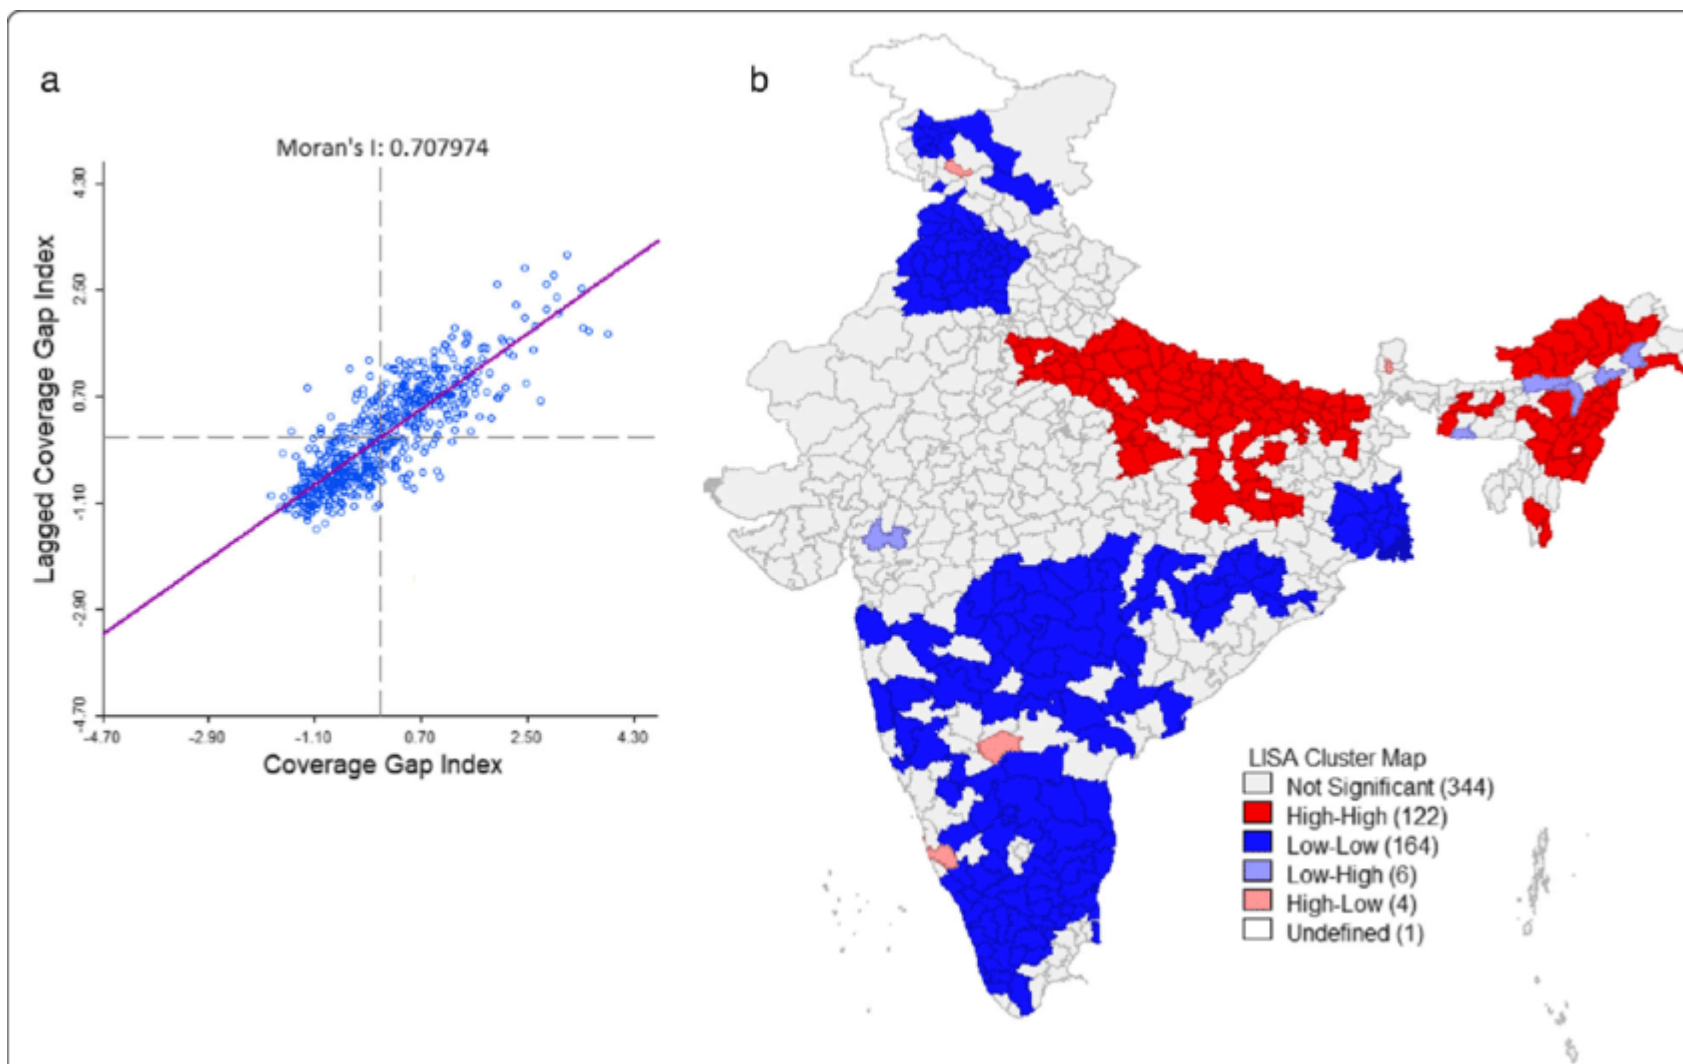 a
Moran's I: 0.707974
4.30
2.50
0.70
-1.10
-2.90
-4.70
Lagged Coverage Gap Index
-4.70 -2.90 -1.10 0.70 2.50 4.30
Coverage Gap Index
b
LISA Cluster Map
Not Significant (344)
High-High (122)
Low-Low (164)
Low-High (6)
High-Low (4)
Undefined (1)